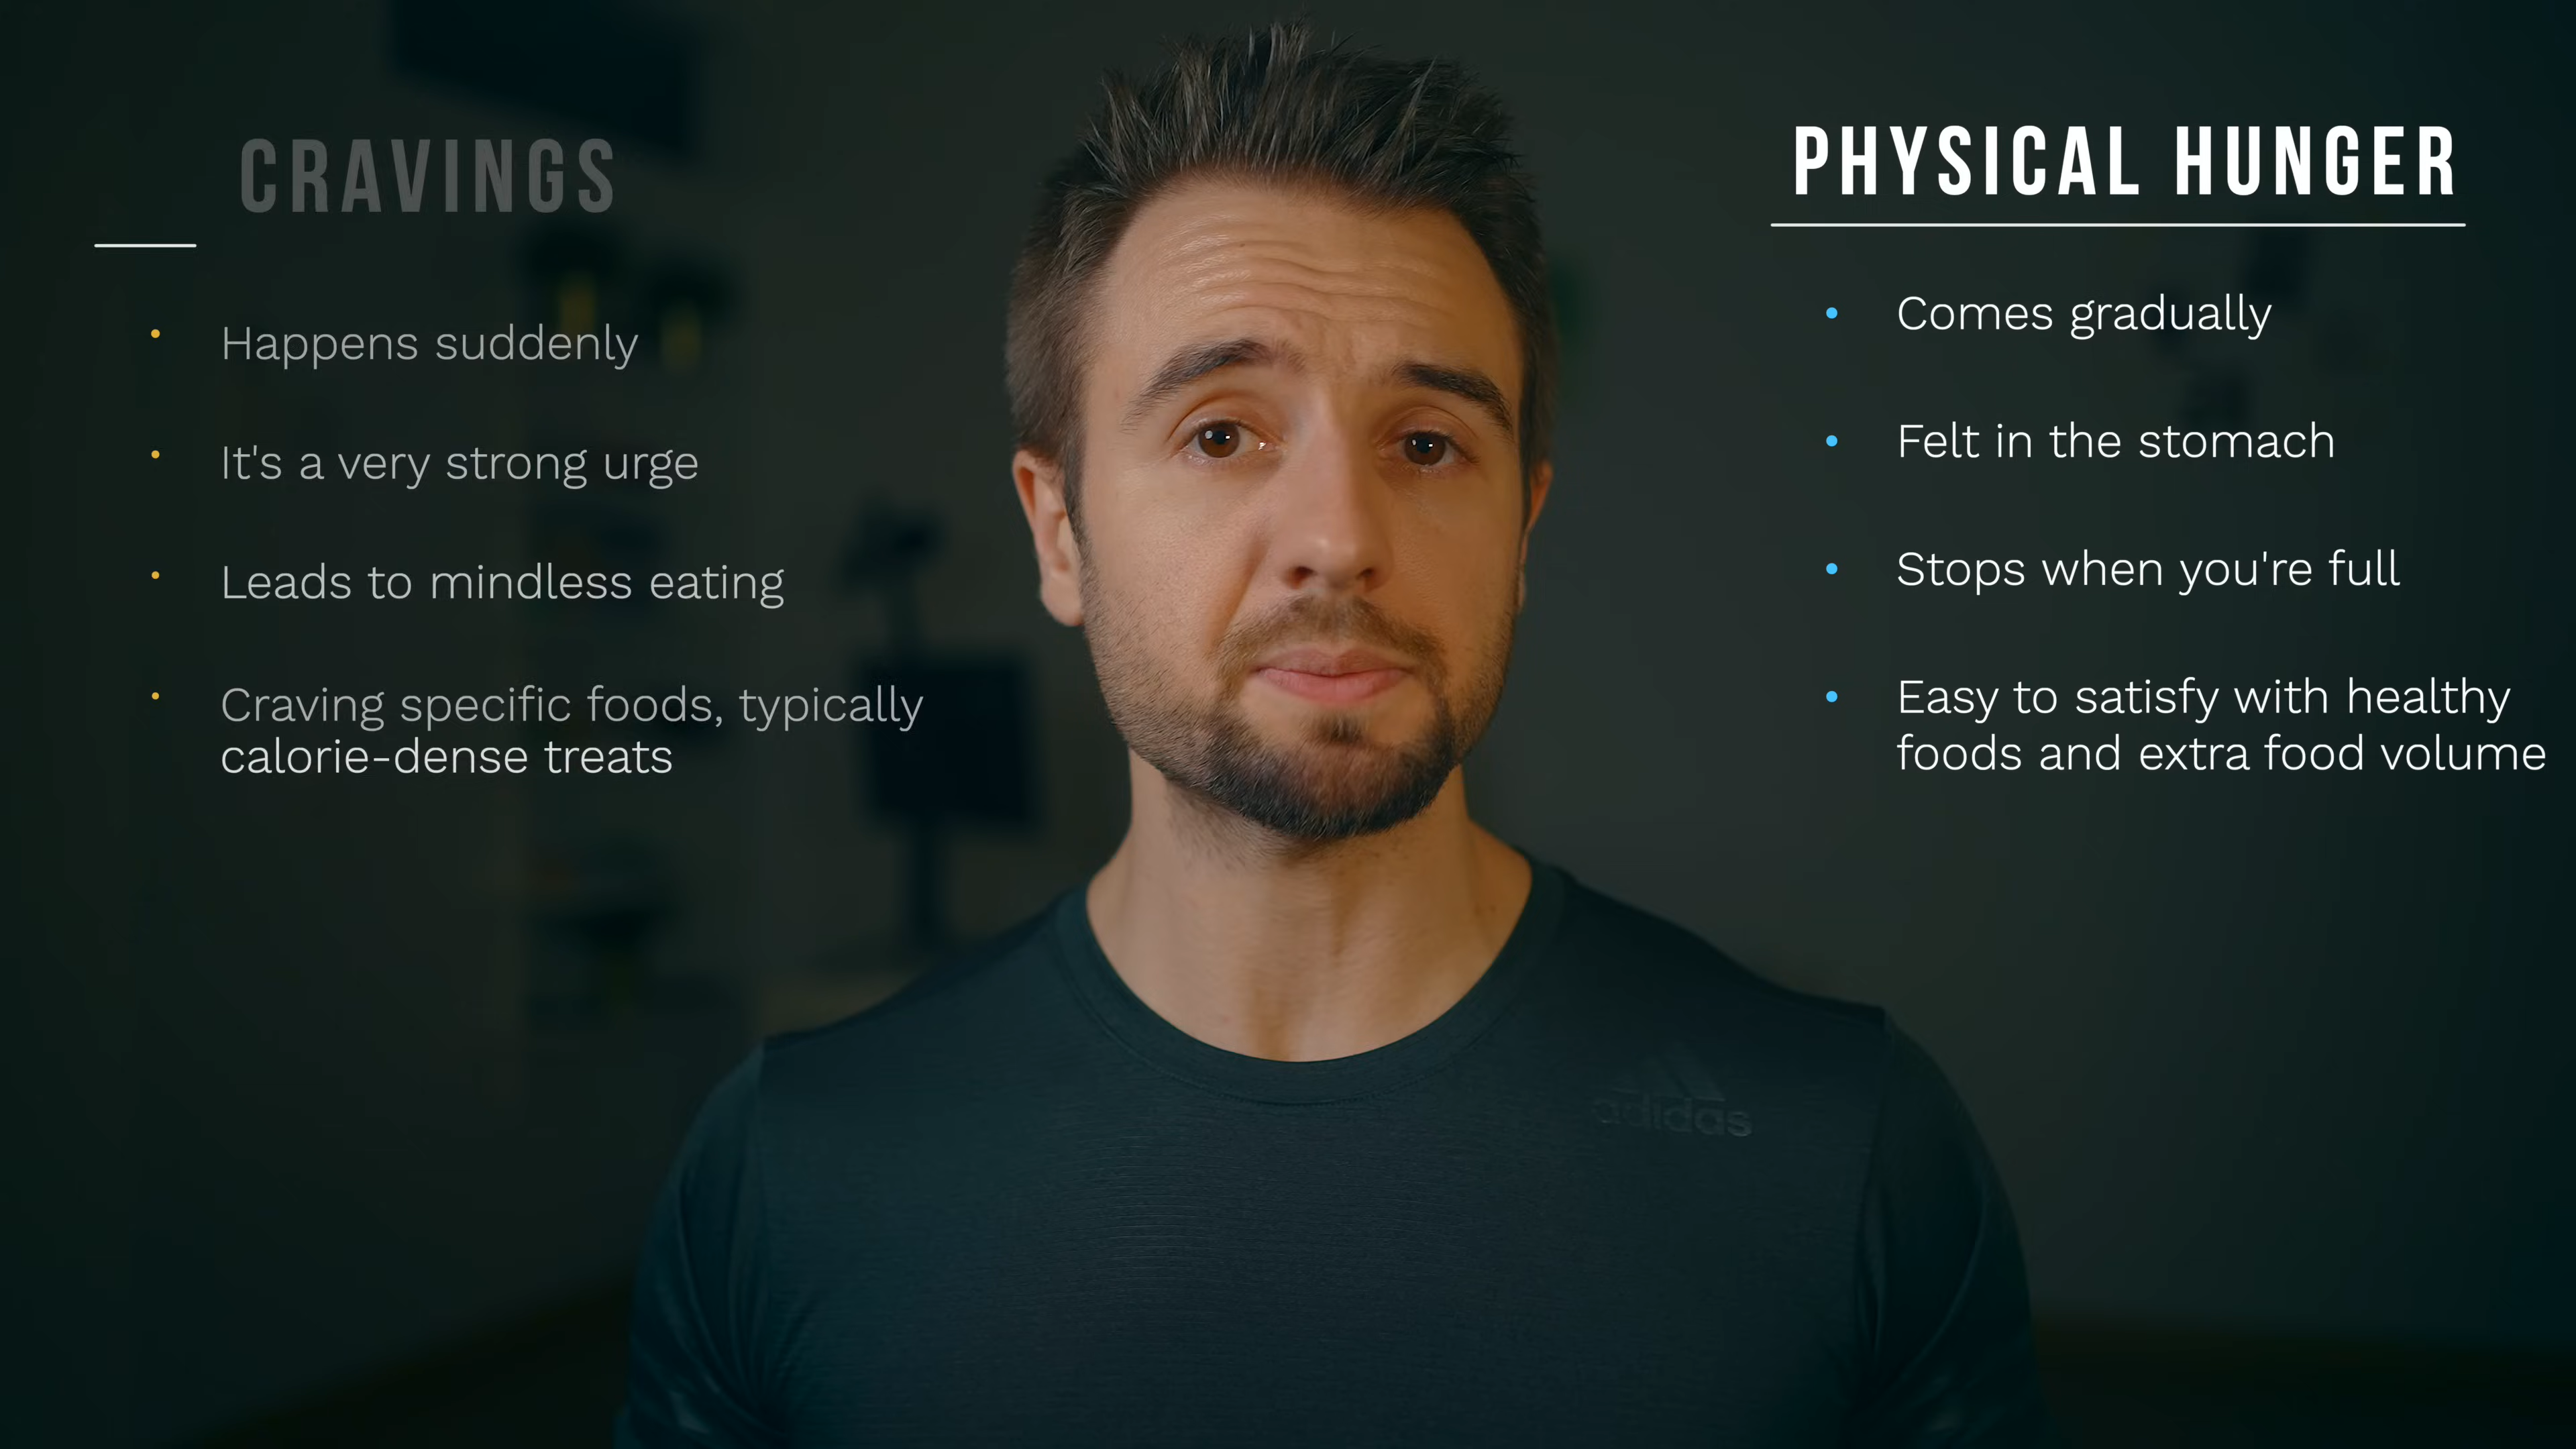 CRAVINGS
Happens suddenly
It's a very strong urge
Leads to mindless eating
Craving specific foods, typically
calorie-dense treats
PHYSICAL HUNGER
Comes gradually
Felt in the stomach
Stops when you're full
Easy to satisfy with healthy
foods and extra food volume
adidas